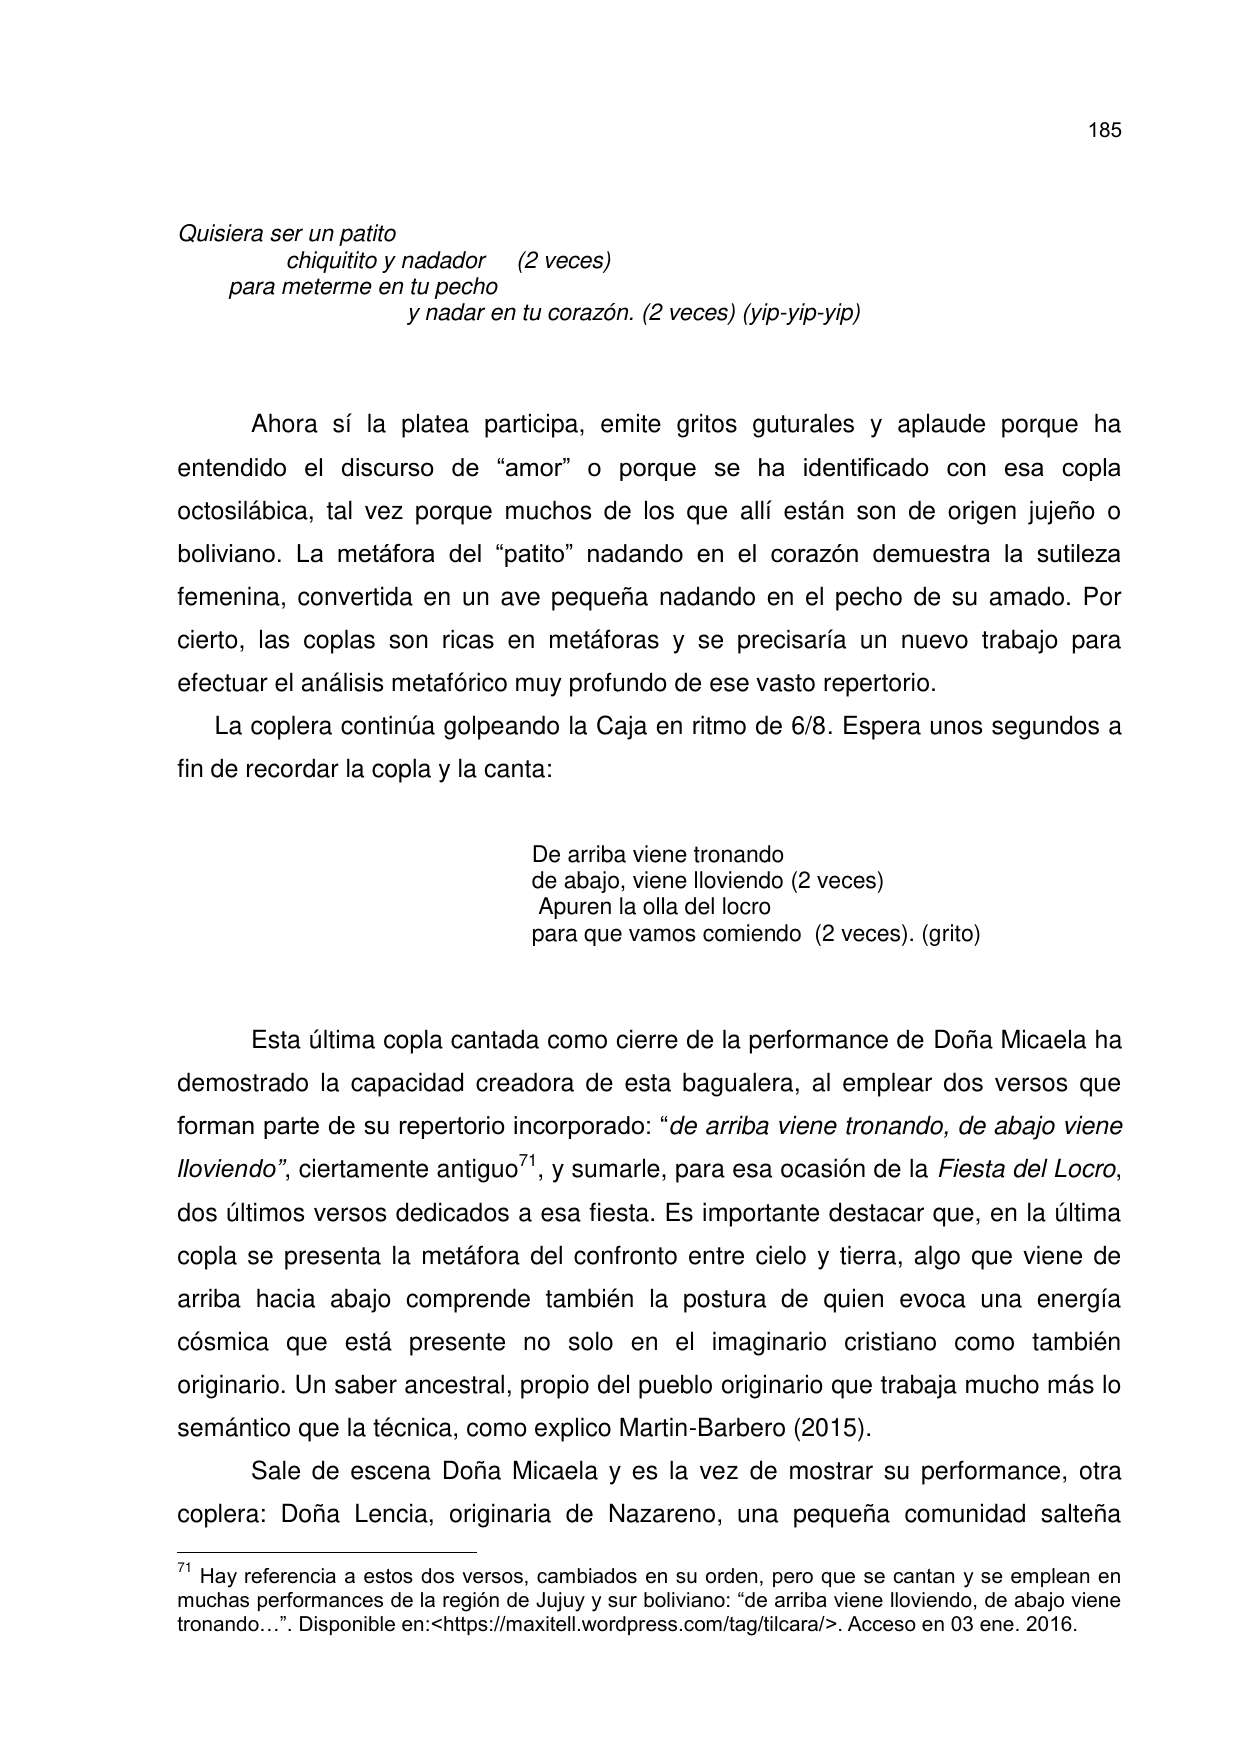 185
Quisiera ser un patito
chiquitito y nadador (2 veces)
para meterme en tu pecho
y nadar en tu corazón. (2 veces) (yip-yip-yip)
Ahora sí la platea participa, emite gritos guturales y aplaude porque ha
entendido el discurso de “amor” o porque se ha identificado con esa copla
octosilábica, tal vez porque muchos de los que allí están son de origen jujeño o
boliviano. La metáfora del “patito” nadando en el corazón demuestra la sutileza
femenina, convertida en un ave pequeña nadando en el pecho de su amado. Por
cierto, las coplas son ricas en metáforas y se precisaría un nuevo trabajo para
efectuar el análisis metafórico muy profundo de ese vasto repertorio.
La coplera continúa golpeando la Caja en ritmo de 6/8. Espera unos segundos a
fin de recordar la copla y la canta:
De arriba viene tronando
de abajo, viene lloviendo (2 veces)
Apuren la olla del locro
para que vamos comiendo (2 veces). (grito)
Esta última copla cantada como cierre de la performance de Doña Micaela ha
demostrado la capacidad creadora de esta bagualera, al emplear dos versos que
forman parte de su repertorio incorporado: “de arriba viene tronando, de abajo viene
lloviendo”, ciertamente antiguo71, y sumarle, para esa ocasión de la Fiesta del Locro,
dos últimos versos dedicados a esa fiesta. Es importante destacar que, en la última
copla se presenta la metáfora del confronto entre cielo y tierra, algo que viene de
arriba hacia abajo comprende también la postura de quien evoca una energía
cósmica que está presente no solo en el imaginario cristiano como también
originario. Un saber ancestral, propio del pueblo originario que trabaja mucho más lo
semántico que la técnica, como explico Martin-Barbero (2015).
Sale de escena Doña Micaela y es la vez de mostrar su performance, otra
coplera: Doña Lencia, originaria de Nazareno, una pequeña comunidad salteña
71 Hay referencia a estos dos versos, cambiados en su orden, pero que se cantan y se emplean en
muchas performances de la región de Jujuy y sur boliviano: “de arriba viene lloviendo, de abajo viene
tronando…”. Disponible en:<https://maxitell.wordpress.com/tag/tilcara/>. Acceso en 03 ene. 2016.